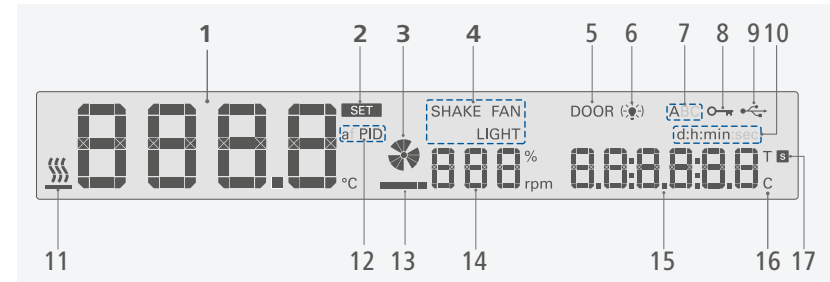 1 2 3 4 5 6 7 8 9 10
SET SHAKE FAN DOOR ABC
af PID LIGHT d:h:min:sec
888.8 °C 888 % rpm 8.8:8.8:8.8 T S C
11 12 13 14 15 16 17